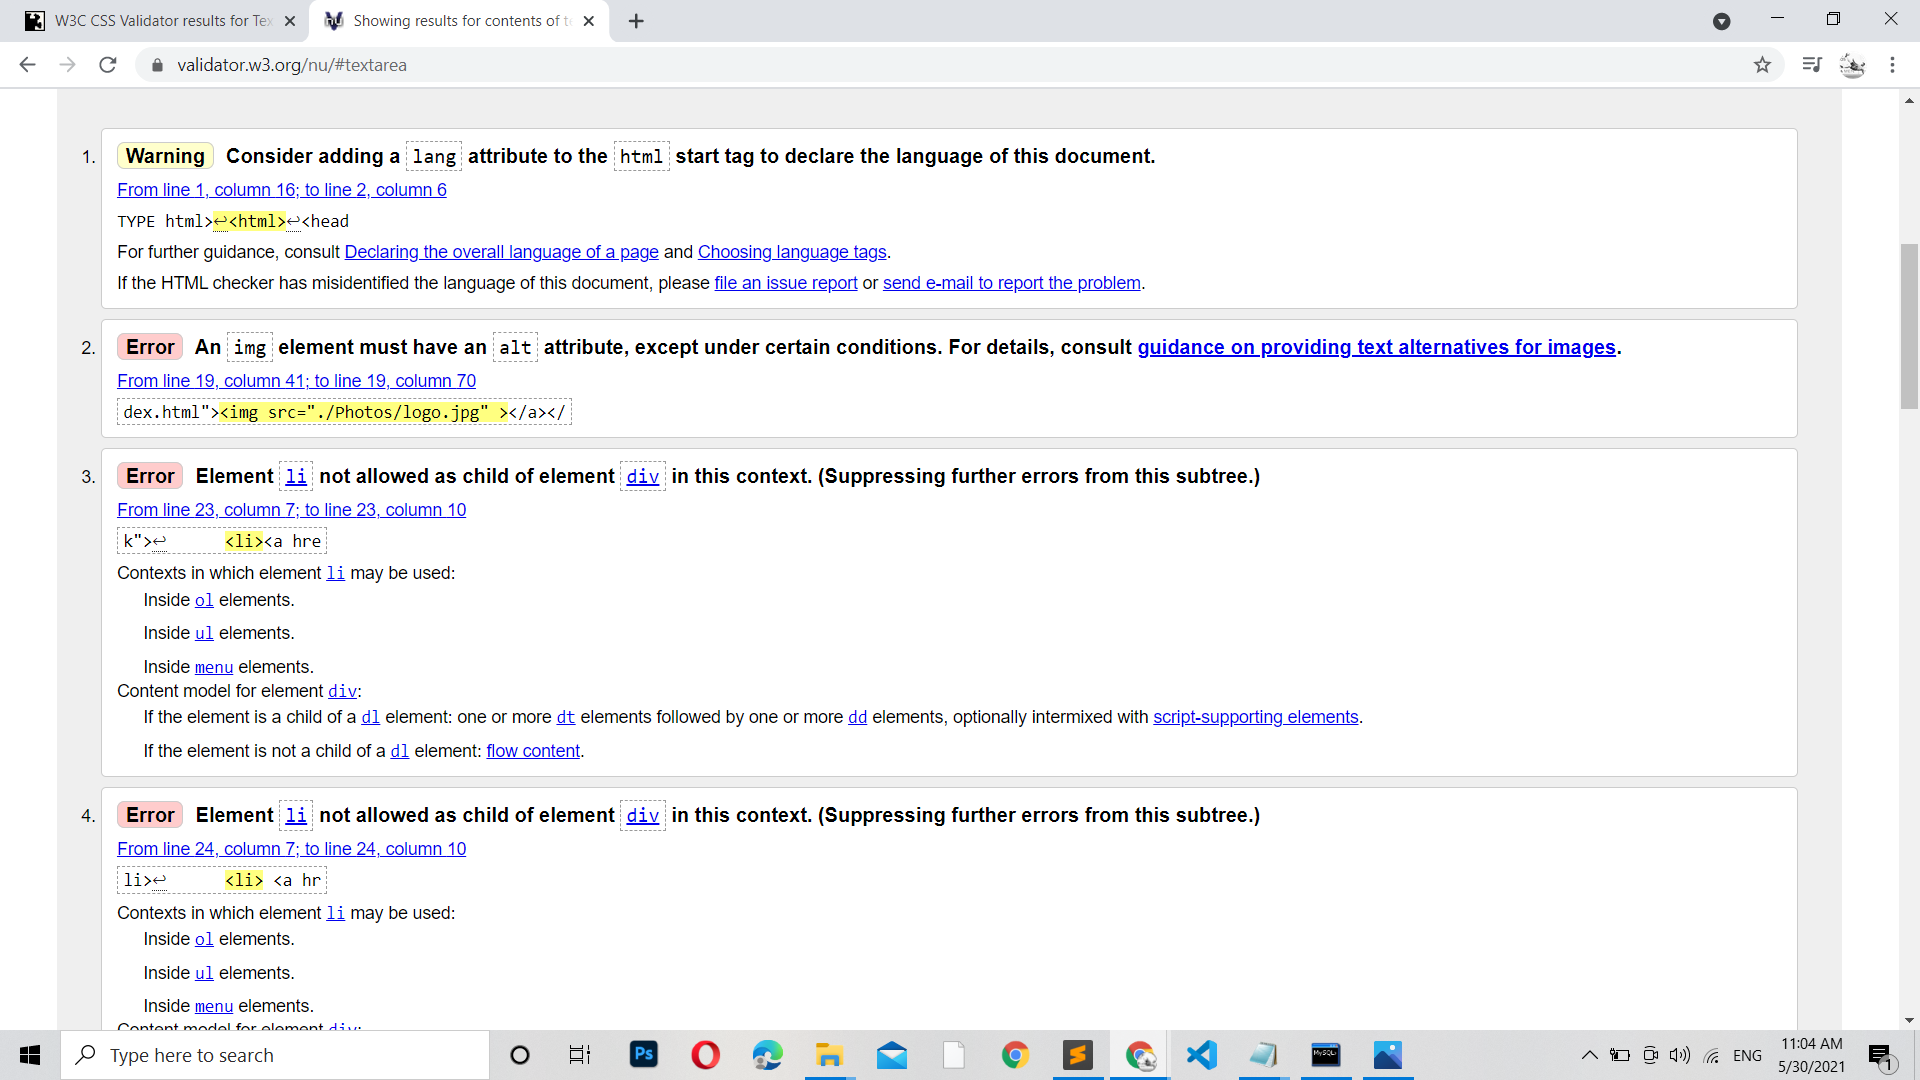 W3C CSS Validator results for Tex
Showing results for contents of t
validator.w3.org/nu/#textarea
1. Warning Consider adding a lang attribute to the html start tag to declare the language of this document.
From line 1, column 16; to line 2, column 6
TYPE html>↩<html>↩<head
For further guidance, consult Declaring the overall language of a page and Choosing language tags.
If the HTML checker has misidentified the language of this document, please file an issue report or send e-mail to report the problem.
2. Error An img element must have an alt attribute, except under certain conditions. For details, consult guidance on providing text alternatives for images.
From line 19, column 41; to line 19, column 70
dex.html"><img src="./Photos/logo.jpg" ></a></
3. Error Element li not allowed as child of element div in this context. (Suppressing further errors from this subtree.)
From line 23, column 7; to line 23, column 10
k">↩ <li><a hre
Contexts in which element li may be used:
Inside ol elements.
Inside ul elements.
Inside menu elements.
Content model for element div:
If the element is a child of a dl element: one or more dt elements followed by one or more dd elements, optionally intermixed with script-supporting elements.
If the element is not a child of a dl element: flow content.
4. Error Element li not allowed as child of element div in this context. (Suppressing further errors from this subtree.)
From line 24, column 7; to line 24, column 10
li>↩ <li> <a hr
Contexts in which element li may be used:
Inside ol elements.
Inside ul elements.
Inside menu elements.
Content model for element div:
Type here to search
Ps
MySQL
ENG
11:04 AM
5/30/2021
1